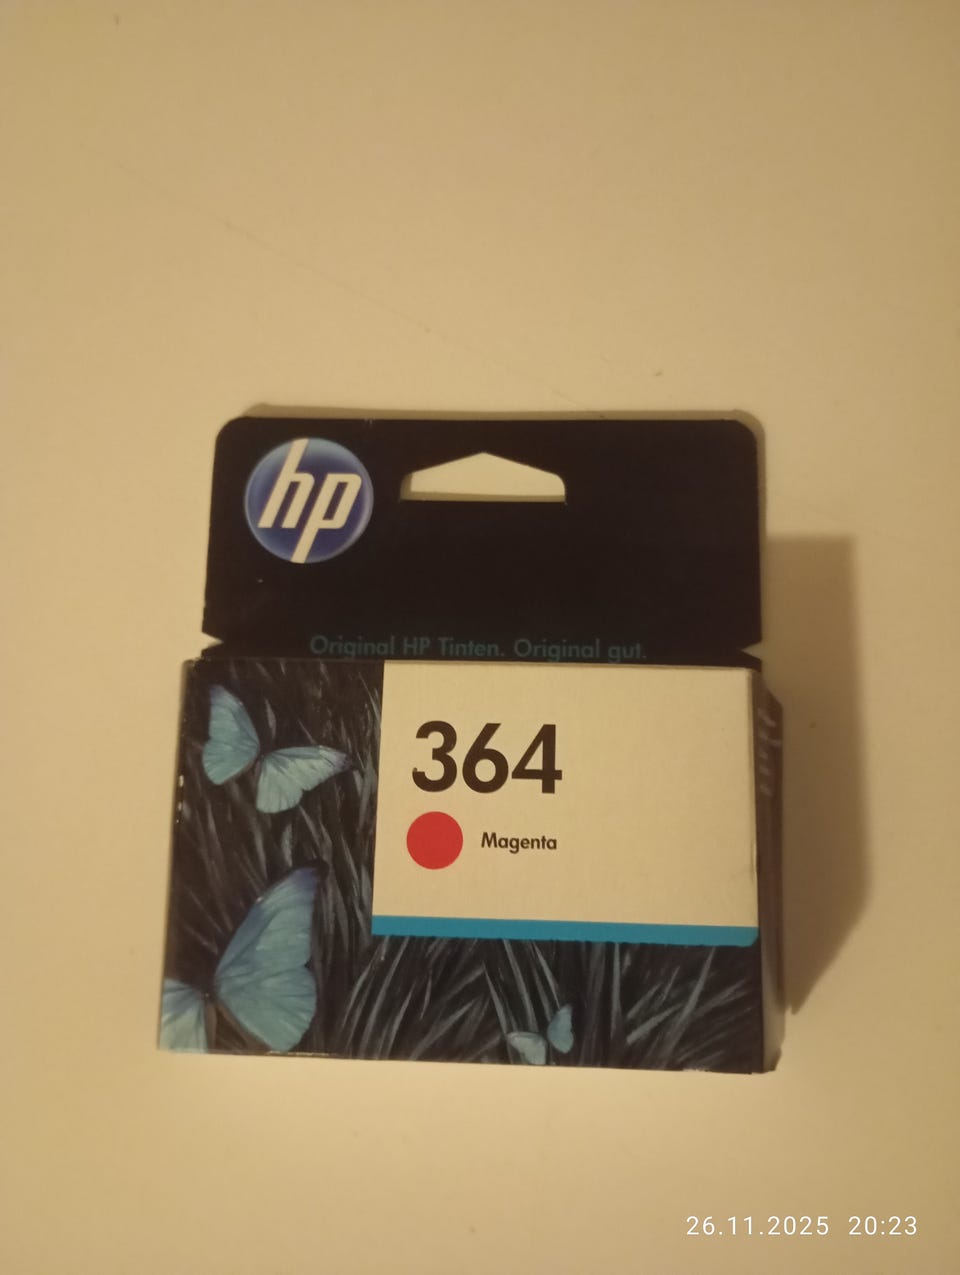 hp
Original HP Tinten. Original gut.
364
Magenta
26.11.2025 20:23